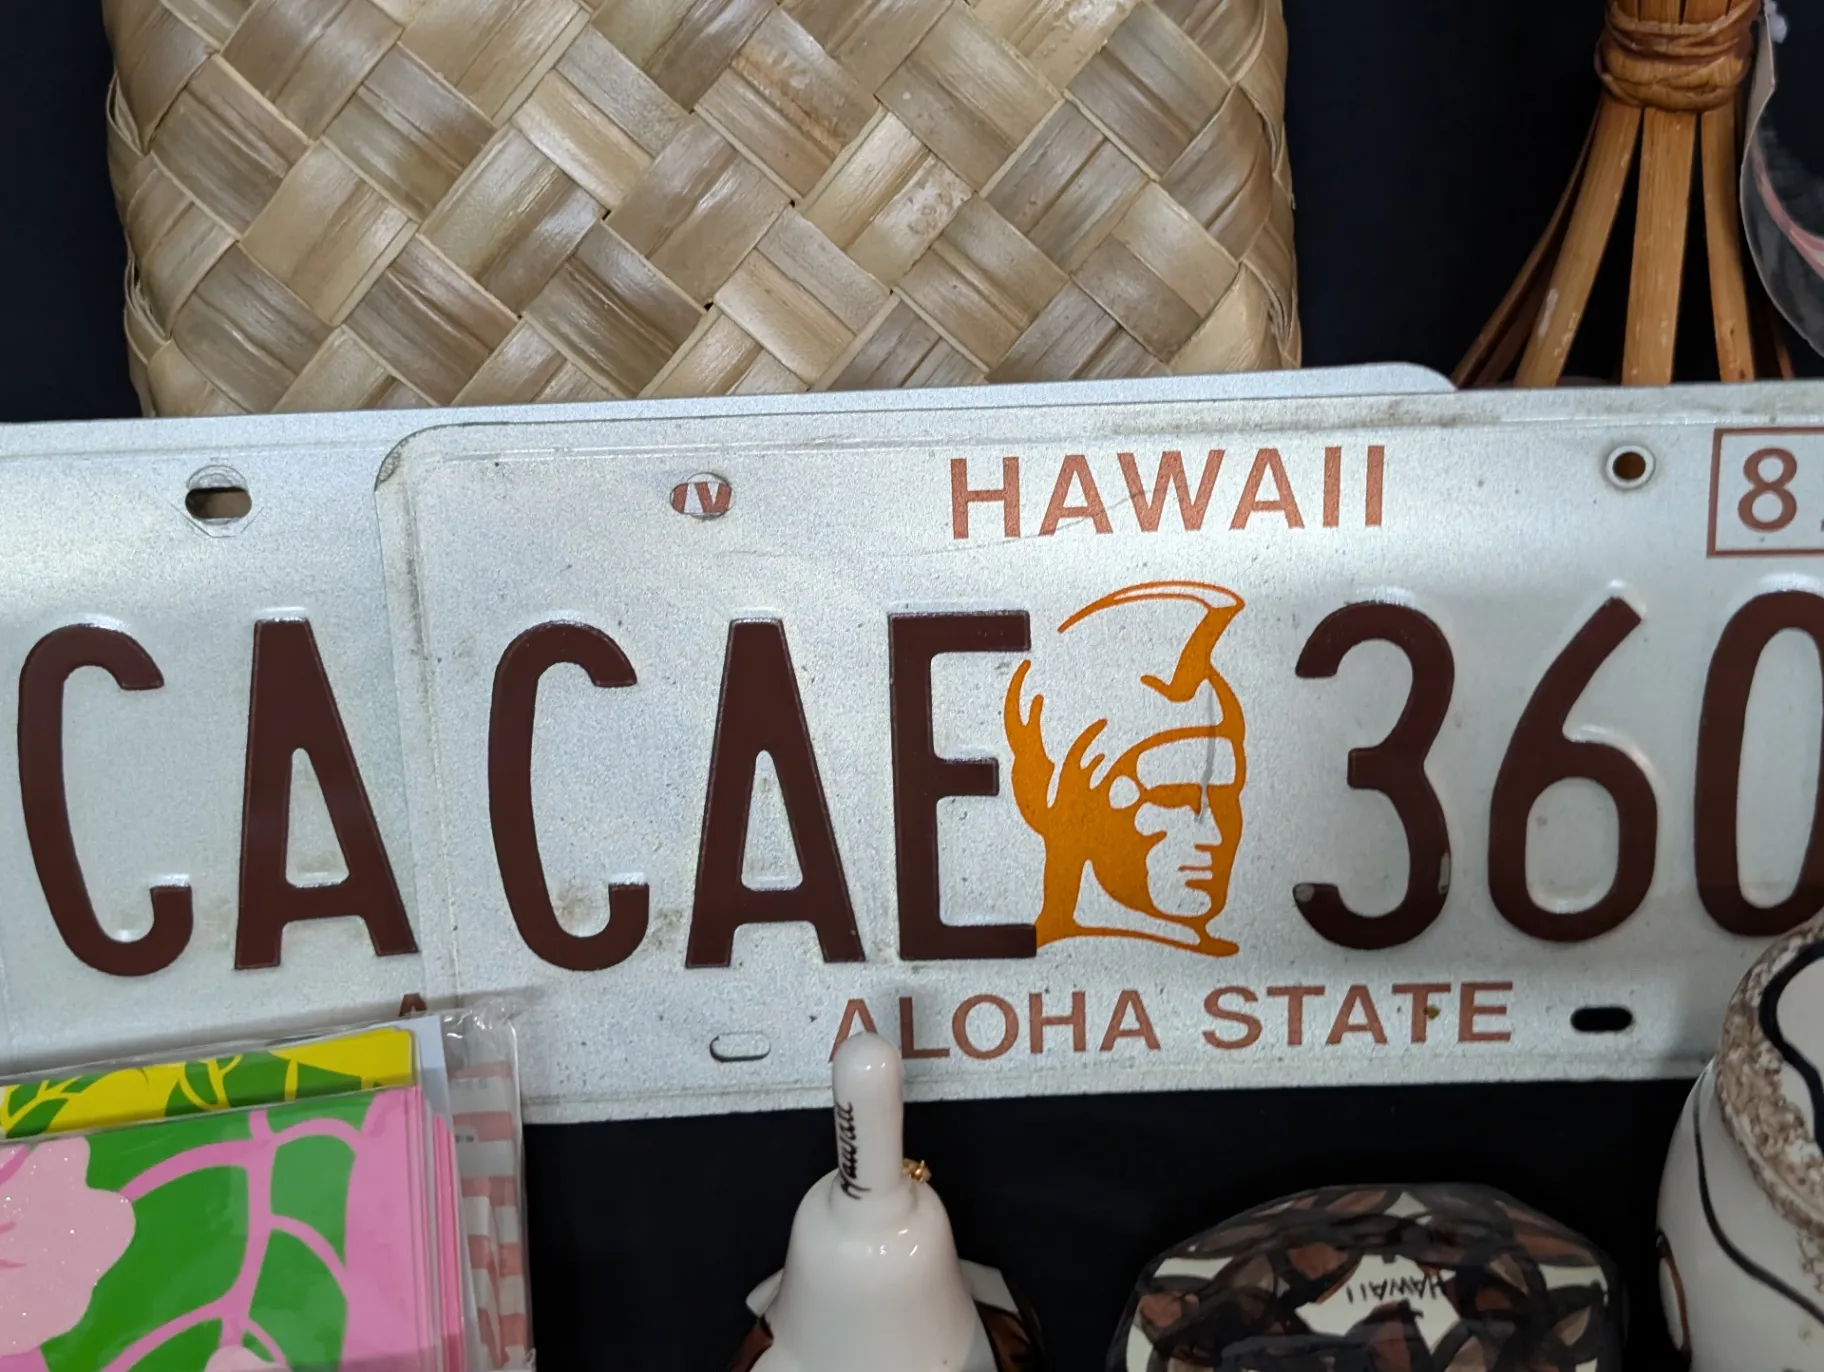 HAWAII
8
CA
CAE 360
A
ALOHA STATE
Hawaii
HAWAII